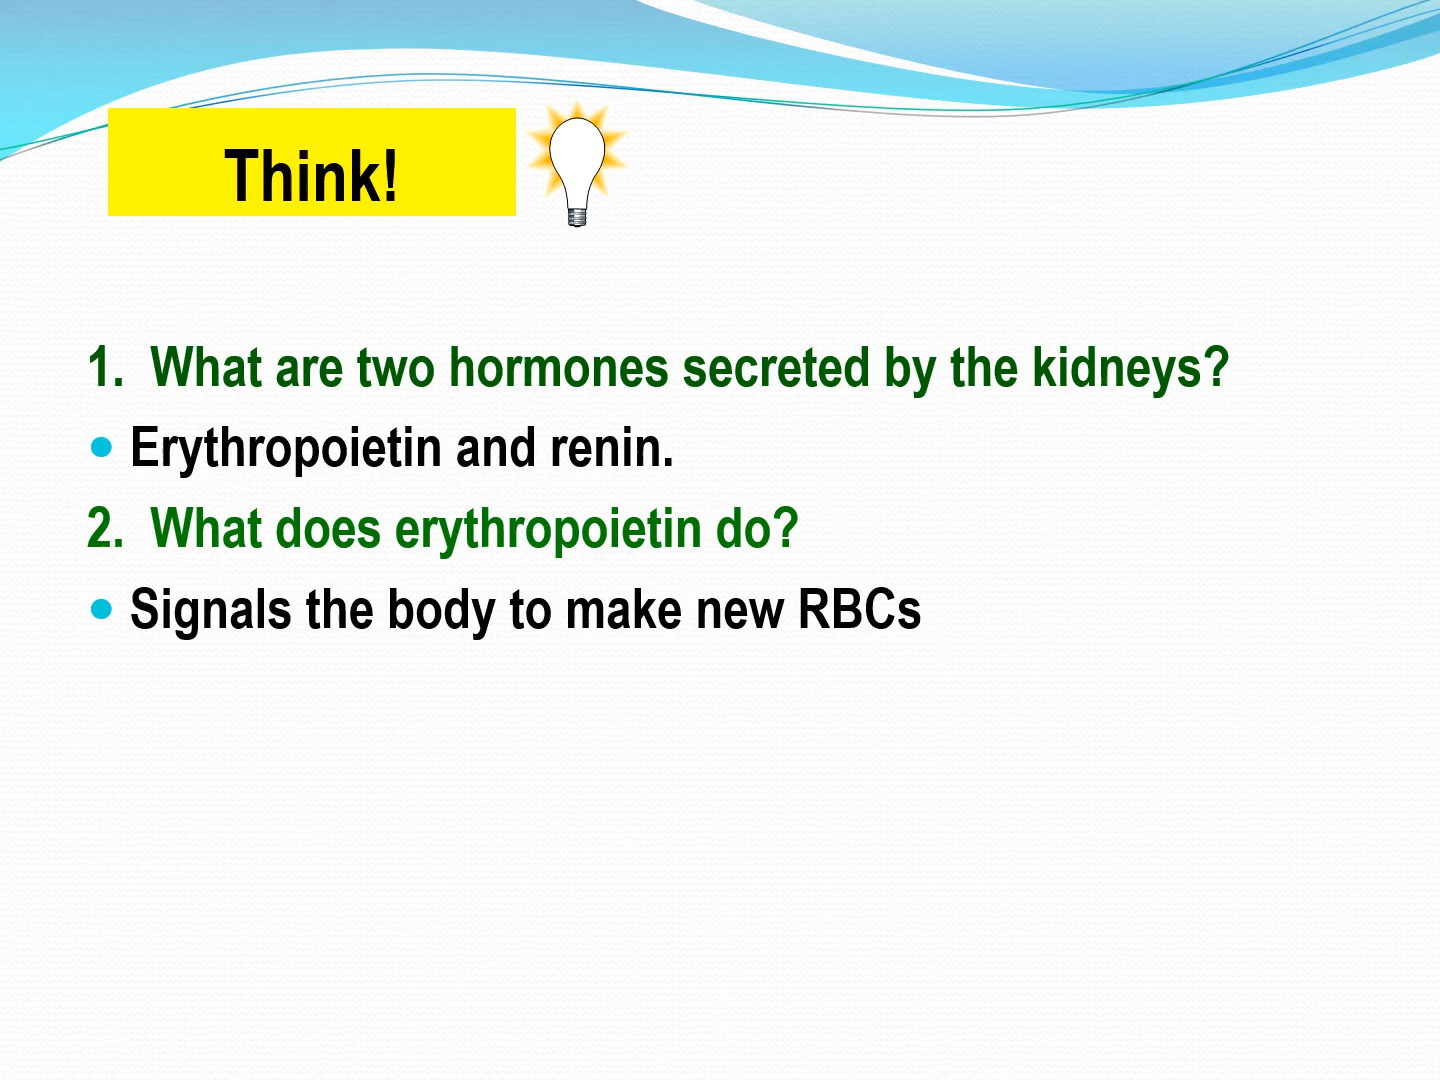 Think!
1. What are two hormones secreted by the kidneys?
• Erythropoietin and renin.
2. What does erythropoietin do?
• Signals the body to make new RBCs